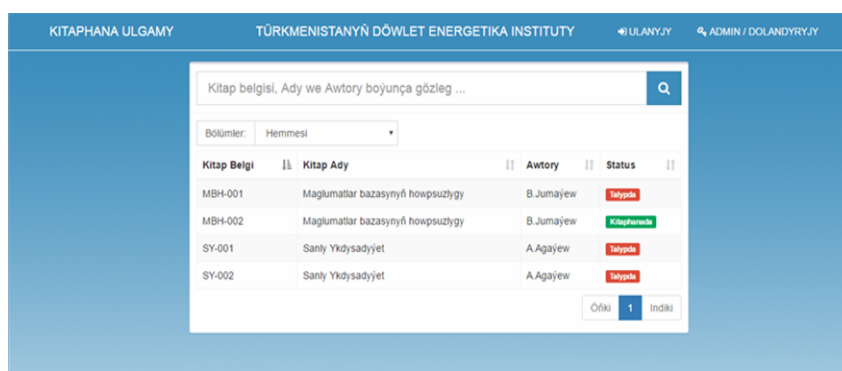 KITAPHANA ULGAMY TÜRKMENISTANYŇ DÖWLET ENERGETIKA INSTITUTY ULANYJY ADMIN / DOLANDYRYJY
Kitap belgisi, Ady we Awtory boýunça gözleg ...
Bölümler: Hemmesi
Kitap Belgi Kitap Ady Awtory Status
MBH-001 Maglumatlar bazasynyň howpsuzlygy B.Jumaýew Talypda
MBH-002 Maglumatlar bazasynyň howpsuzlygy B.Jumaýew Kitaphanada
SY-001 Sanly Ykdysadyýet A.Agaýew Talypda
SY-002 Sanly Ykdysadyýet A.Agaýew Talypda
Öňki 1 Indiki